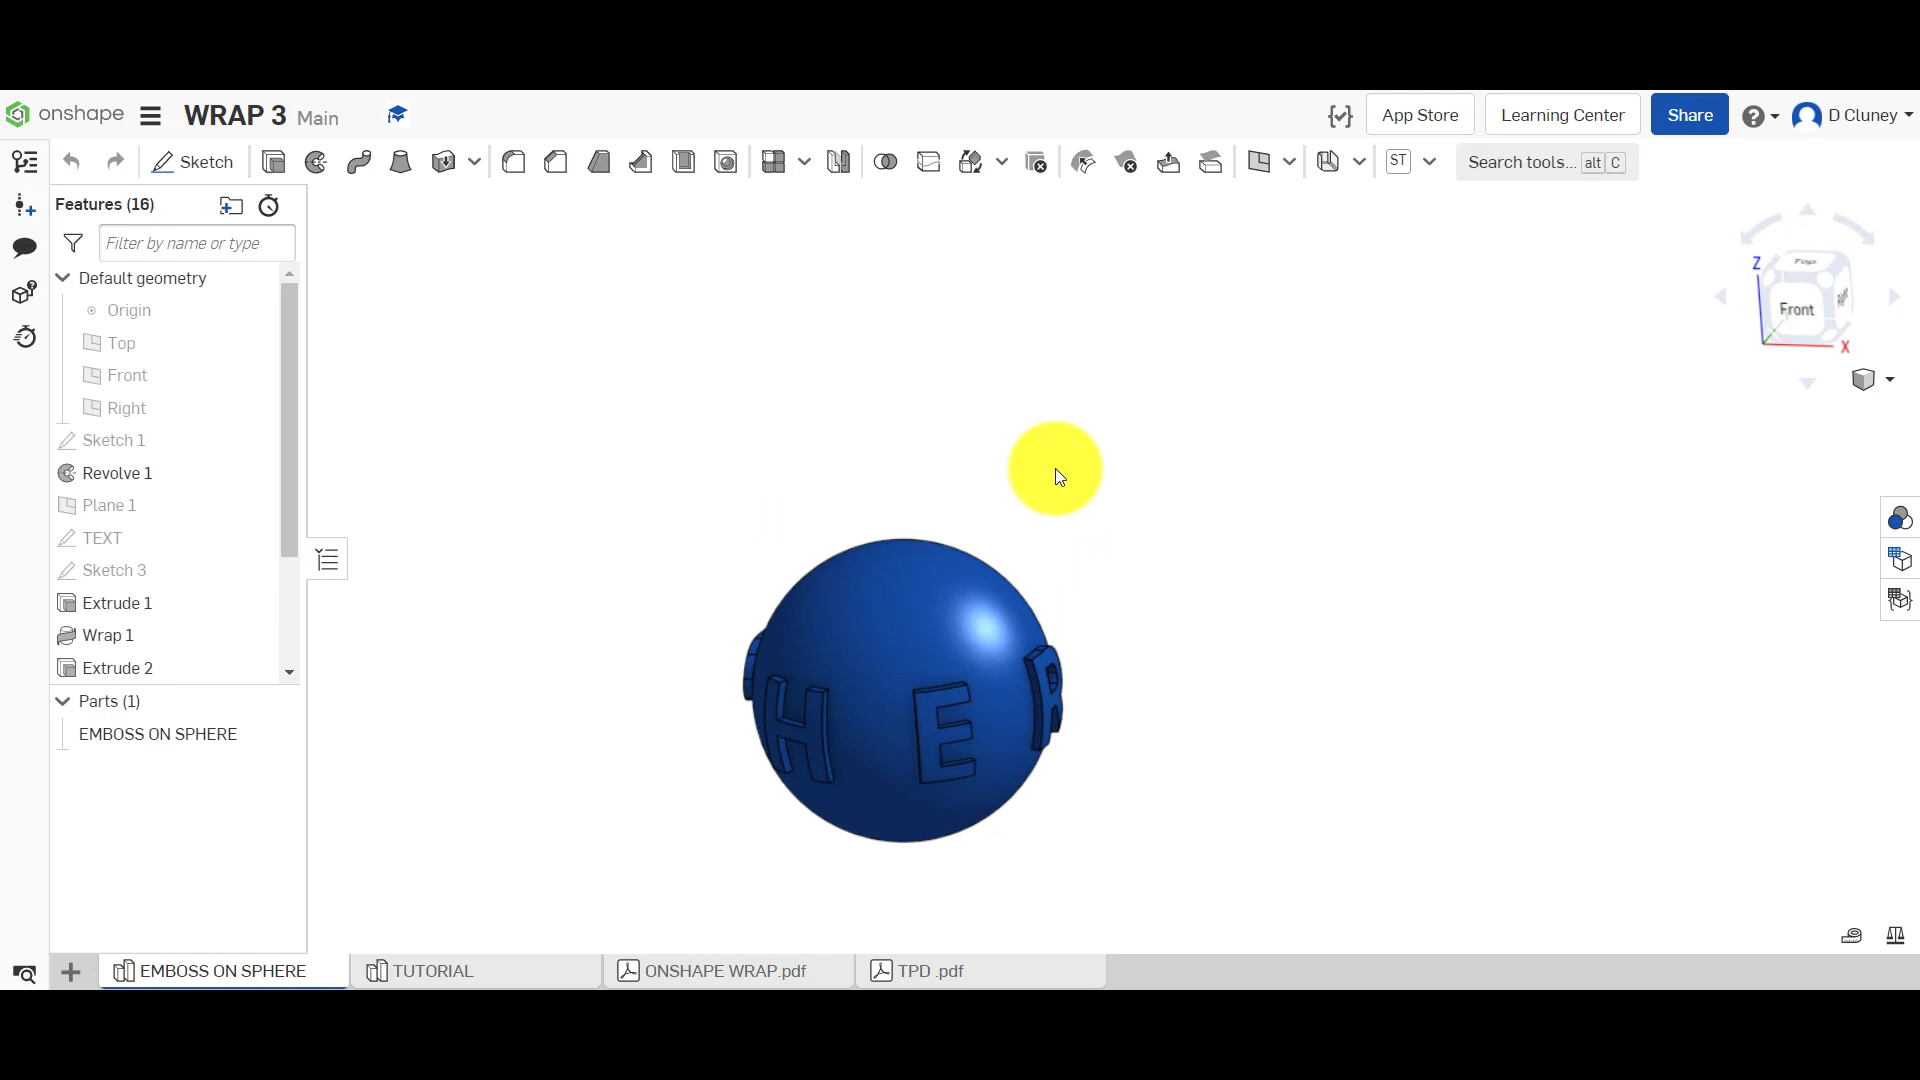 onshape WRAP 3 Main App Store Learning Center Share D Cluney
Sketch ST Search tools... alt C
Features (16)
Filter by name or type
Default geometry
Origin
Top
Front
Right
Sketch 1
Revolve 1
Plane 1
TEXT
Sketch 3
Extrude 1
Wrap 1
Extrude 2
Parts (1)
EMBOSS ON SPHERE
Top
Z
Front
Right
X
H E R
EMBOSS ON SPHERE TUTORIAL ONSHAPE WRAP.pdf TPD .pdf